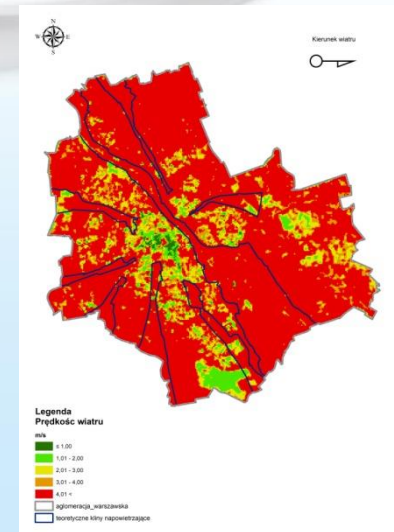 N
W E
S
Kierunek wiatru
Legenda
Prędkość wiatru
m/s
≤ 1,00
1,01 - 2,00
2,01 - 3,00
3,01 - 4,00
4,01 <
aglomeracja_warszawska
teoretyczne kliny napowietrzające